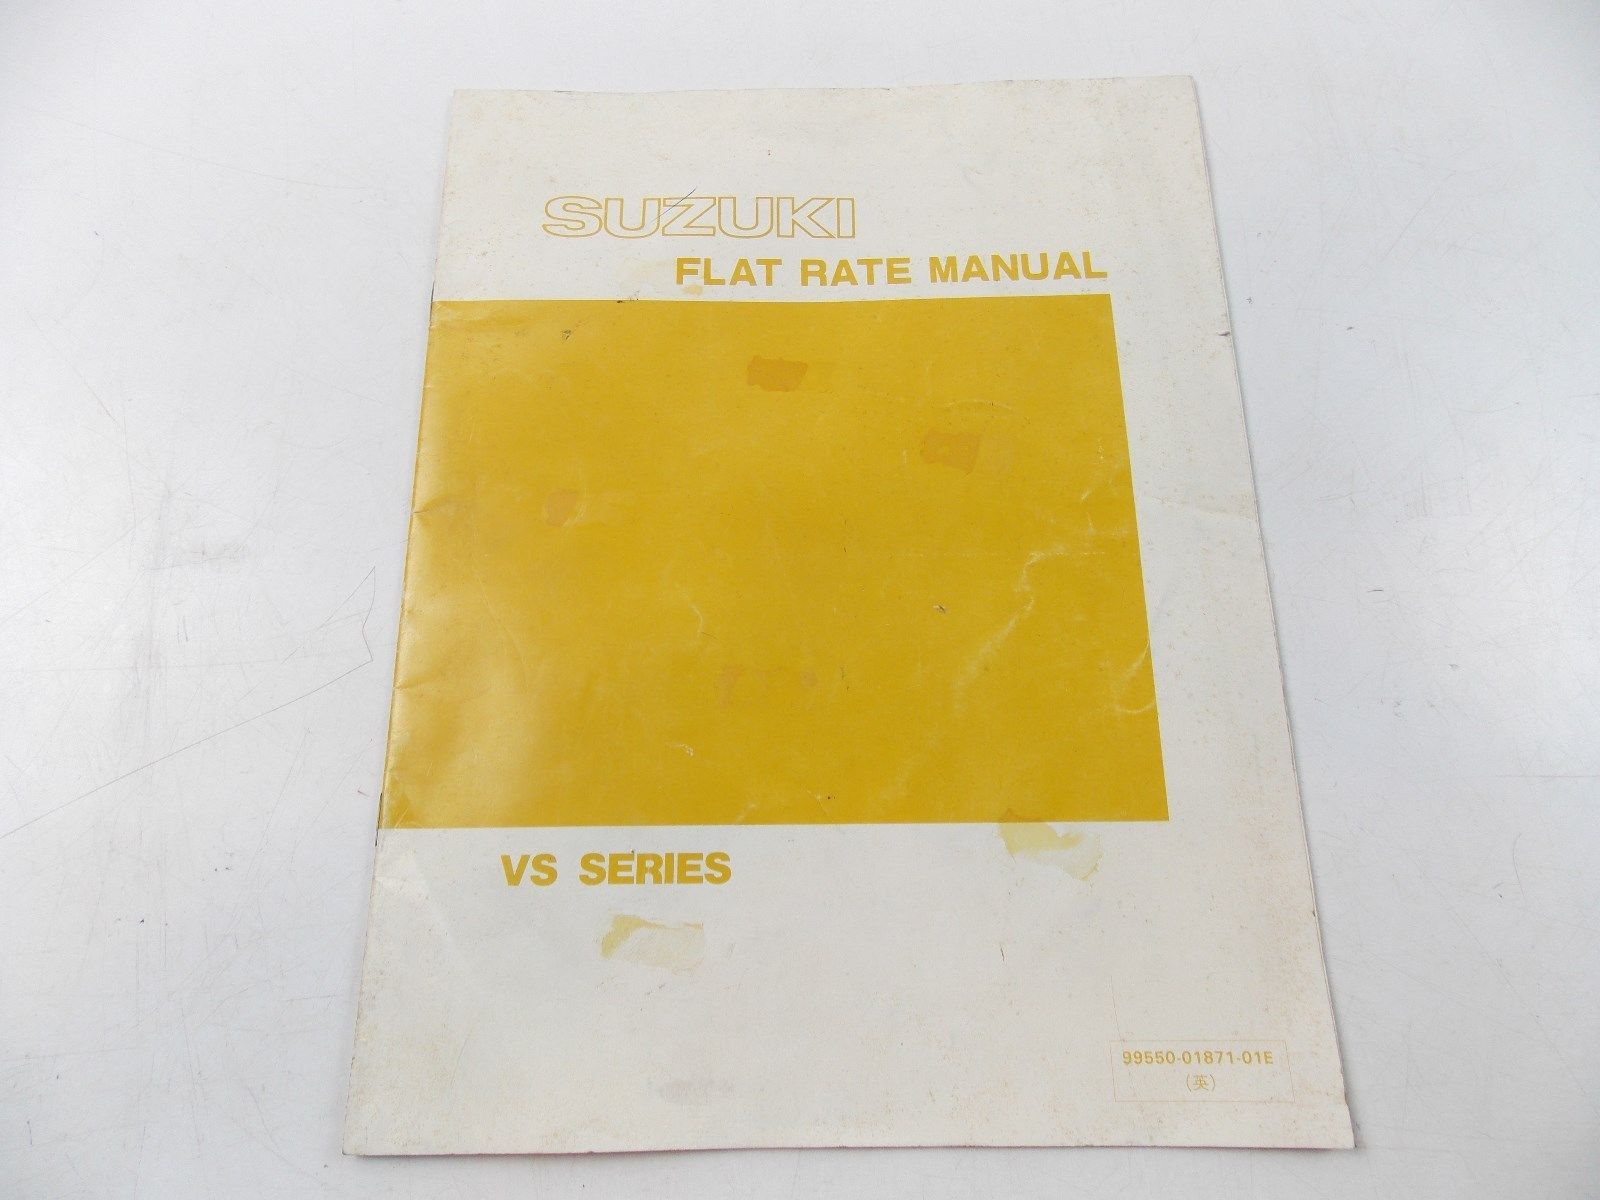 SUZUKI
FLAT RATE MANUAL
VS SERIES
99550-01871-01E
(英)